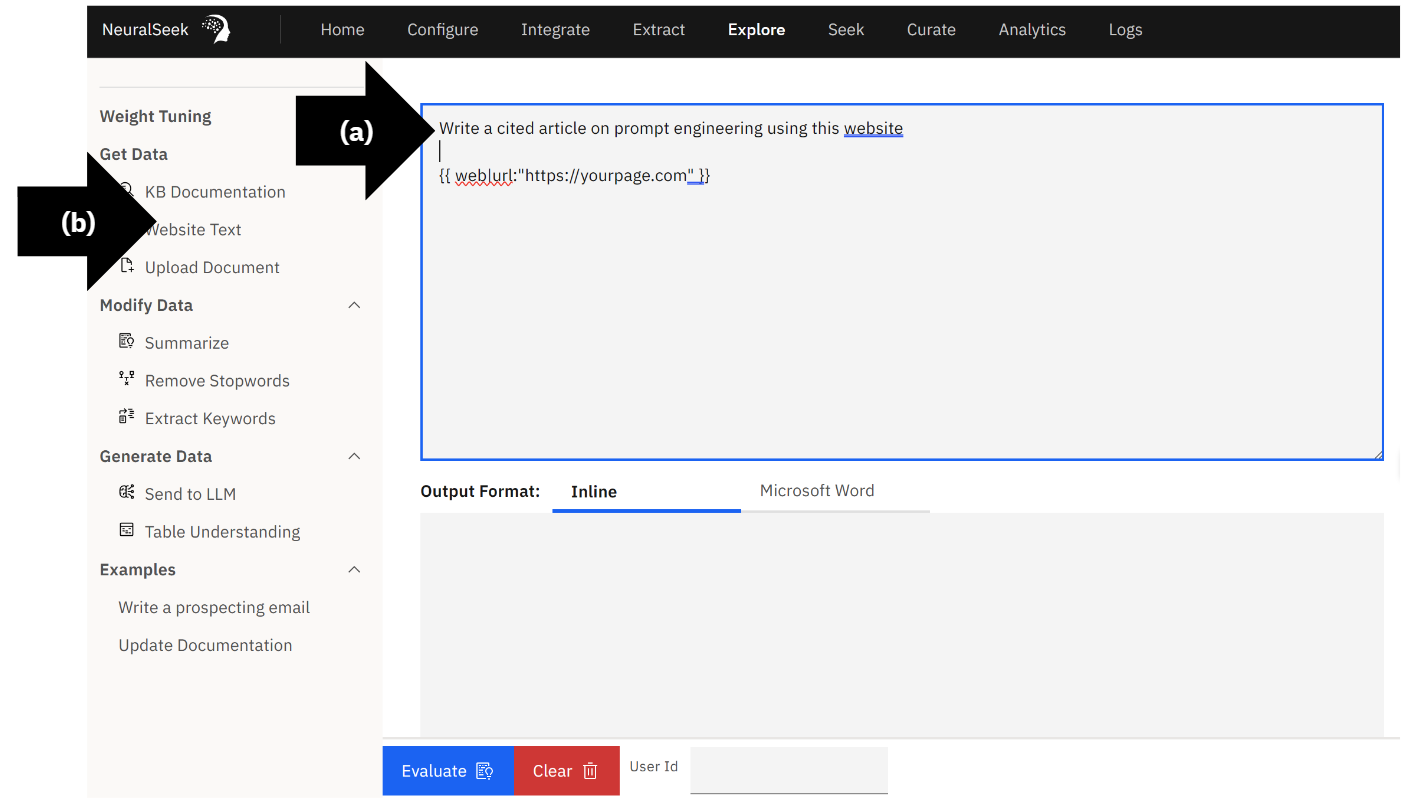 NeuralSeek Home Configure Integrate Extract Explore Seek Curate Analytics Logs
Weight Tuning
Get Data
KB Documentation
Website Text
Upload Document
Modify Data
Summarize
Remove Stopwords
Extract Keywords
Generate Data
Send to LLM
Table Understanding
Examples
Write a prospecting email
Update Documentation
(a)
(b)
Write a cited article on prompt engineering using this website
{{ web|url:"https://yourpage.com" }}
Output Format: Inline Microsoft Word
Evaluate Clear User Id